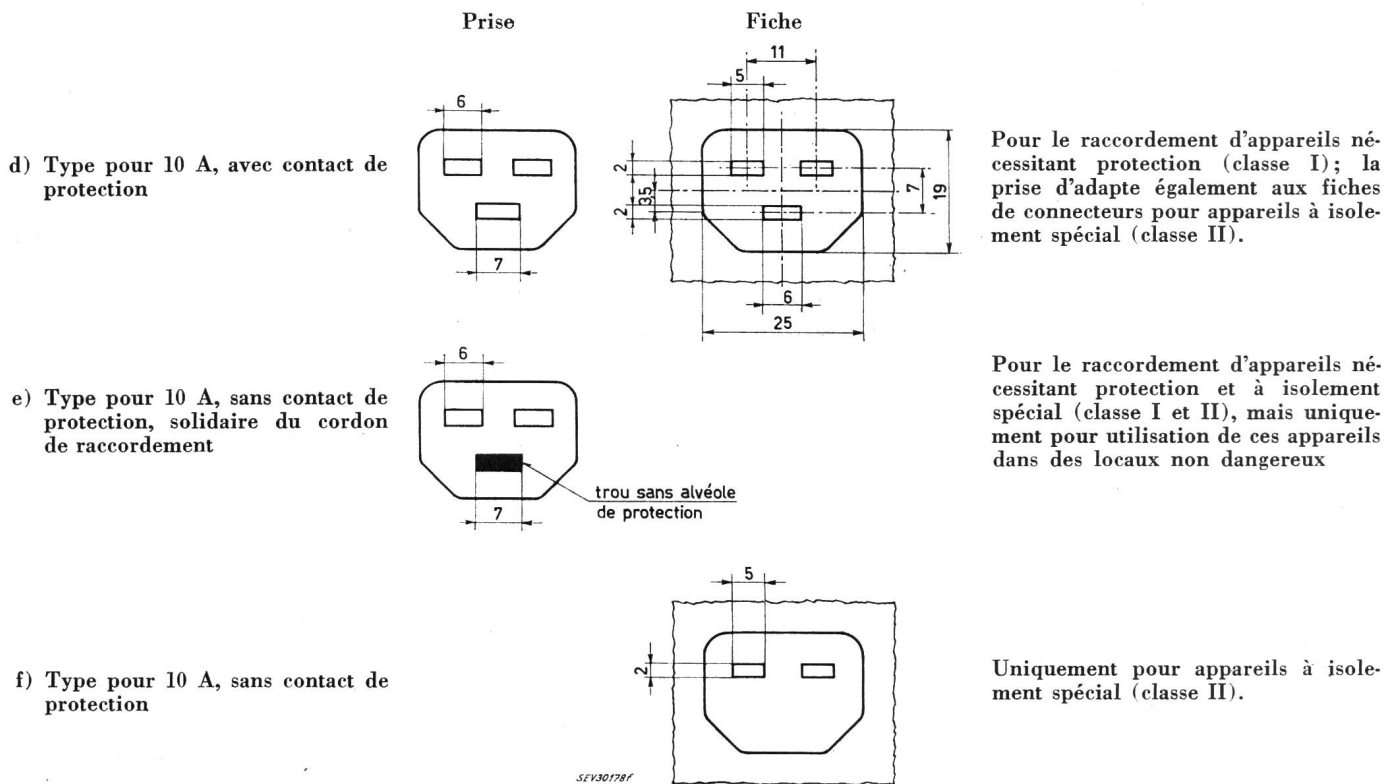 Prise
Fiche
d) Type pour 10 A, avec contact de
protection
6
7
11
5
2
3,5
2
7
19
6
25
Pour le raccordement d'appareils né-
cessitant protection (classe I); la
prise d'adapte également aux fiches
de connecteurs pour appareils à isole-
ment spécial (classe II).
e) Type pour 10 A, sans contact de
protection, solidaire du cordon
de raccordement
6
7
trou sans alvéole
de protection
Pour le raccordement d'appareils né-
cessitant protection et à isolement
spécial (classe I et II), mais unique-
ment pour utilisation de ces appareils
dans des locaux non dangereux
f) Type pour 10 A, sans contact de
protection
5
2
Uniquement pour appareils à isole-
ment spécial (classe II).
SEV30178f